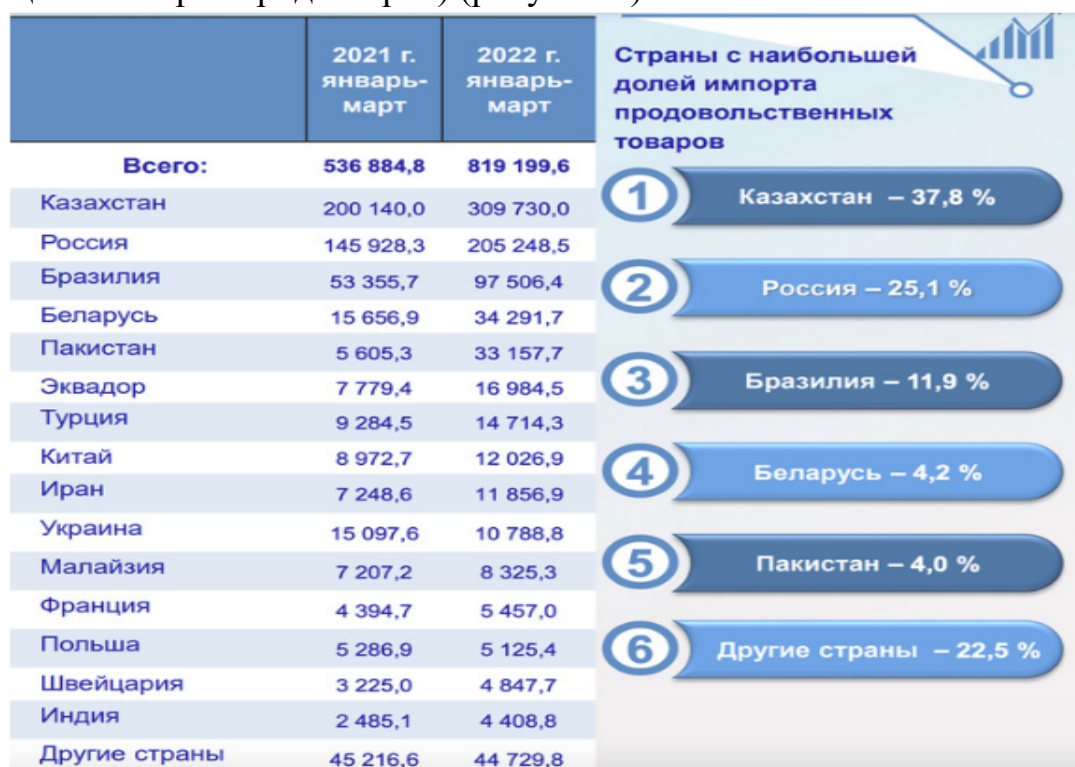 2021 г. январь-март
2022 г. январь-март
Всего: 536 884,8 819 199,6
Казахстан 200 140,0 309 730,0
Россия 145 928,3 205 248,5
Бразилия 53 355,7 97 506,4
Беларусь 15 656,9 34 291,7
Пакистан 5 605,3 33 157,7
Эквадор 7 779,4 16 984,5
Турция 9 284,5 14 714,3
Китай 8 972,7 12 026,9
Иран 7 248,6 11 856,9
Украина 15 097,6 10 788,8
Малайзия 7 207,2 8 325,3
Франция 4 394,7 5 457,0
Польша 5 286,9 5 125,4
Швейцария 3 225,0 4 847,7
Индия 2 485,1 4 408,8
Другие страны 45 216,6 44 729,8
Страны с наибольшей
долей импорта
продовольственных
товаров
1 Казахстан – 37,8 %
2 Россия – 25,1 %
3 Бразилия – 11,9 %
4 Беларусь – 4,2 %
5 Пакистан – 4,0 %
6 Другие страны – 22,5 %